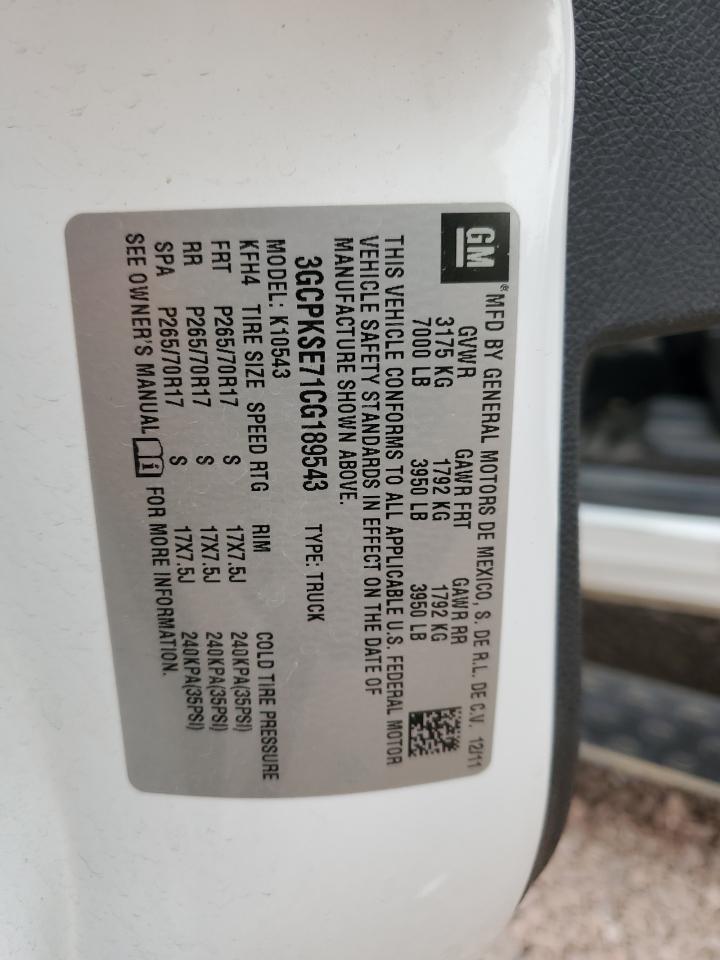 GM® MFD BY GENERAL MOTORS DE MEXICO, S. DE R.L. DE C.V. 12/11
GVWR GAWR FRT GAWR RR
3175 KG 1792 KG 1792 KG
7000 LB 3950 LB 3950 LB
THIS VEHICLE CONFORMS TO ALL APPLICABLE U.S. FEDERAL MOTOR
VEHICLE SAFETY STANDARDS IN EFFECT ON THE DATE OF
MANUFACTURE SHOWN ABOVE.
3GCPKSE71CG189543 TYPE: TRUCK
MODEL: K10543
KFH4 TIRE SIZE SPEED RTG RIM COLD TIRE PRESSURE
FRT P265/70R17 S 17X7.5J 240KPA(35PSI)
RR P265/70R17 S 17X7.5J 240KPA(35PSI)
SPA P265/70R17 S 17X7.5J 240KPA(35PSI)
SEE OWNER'S MANUAL FOR MORE INFORMATION.